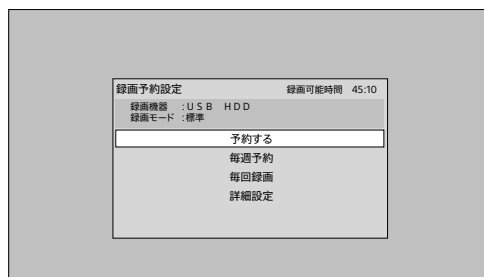 録画予約設定 録画可能時間 45:10
録画機器 :USB HDD
録画モード :標準
予約する
毎週予約
毎回録画
詳細設定